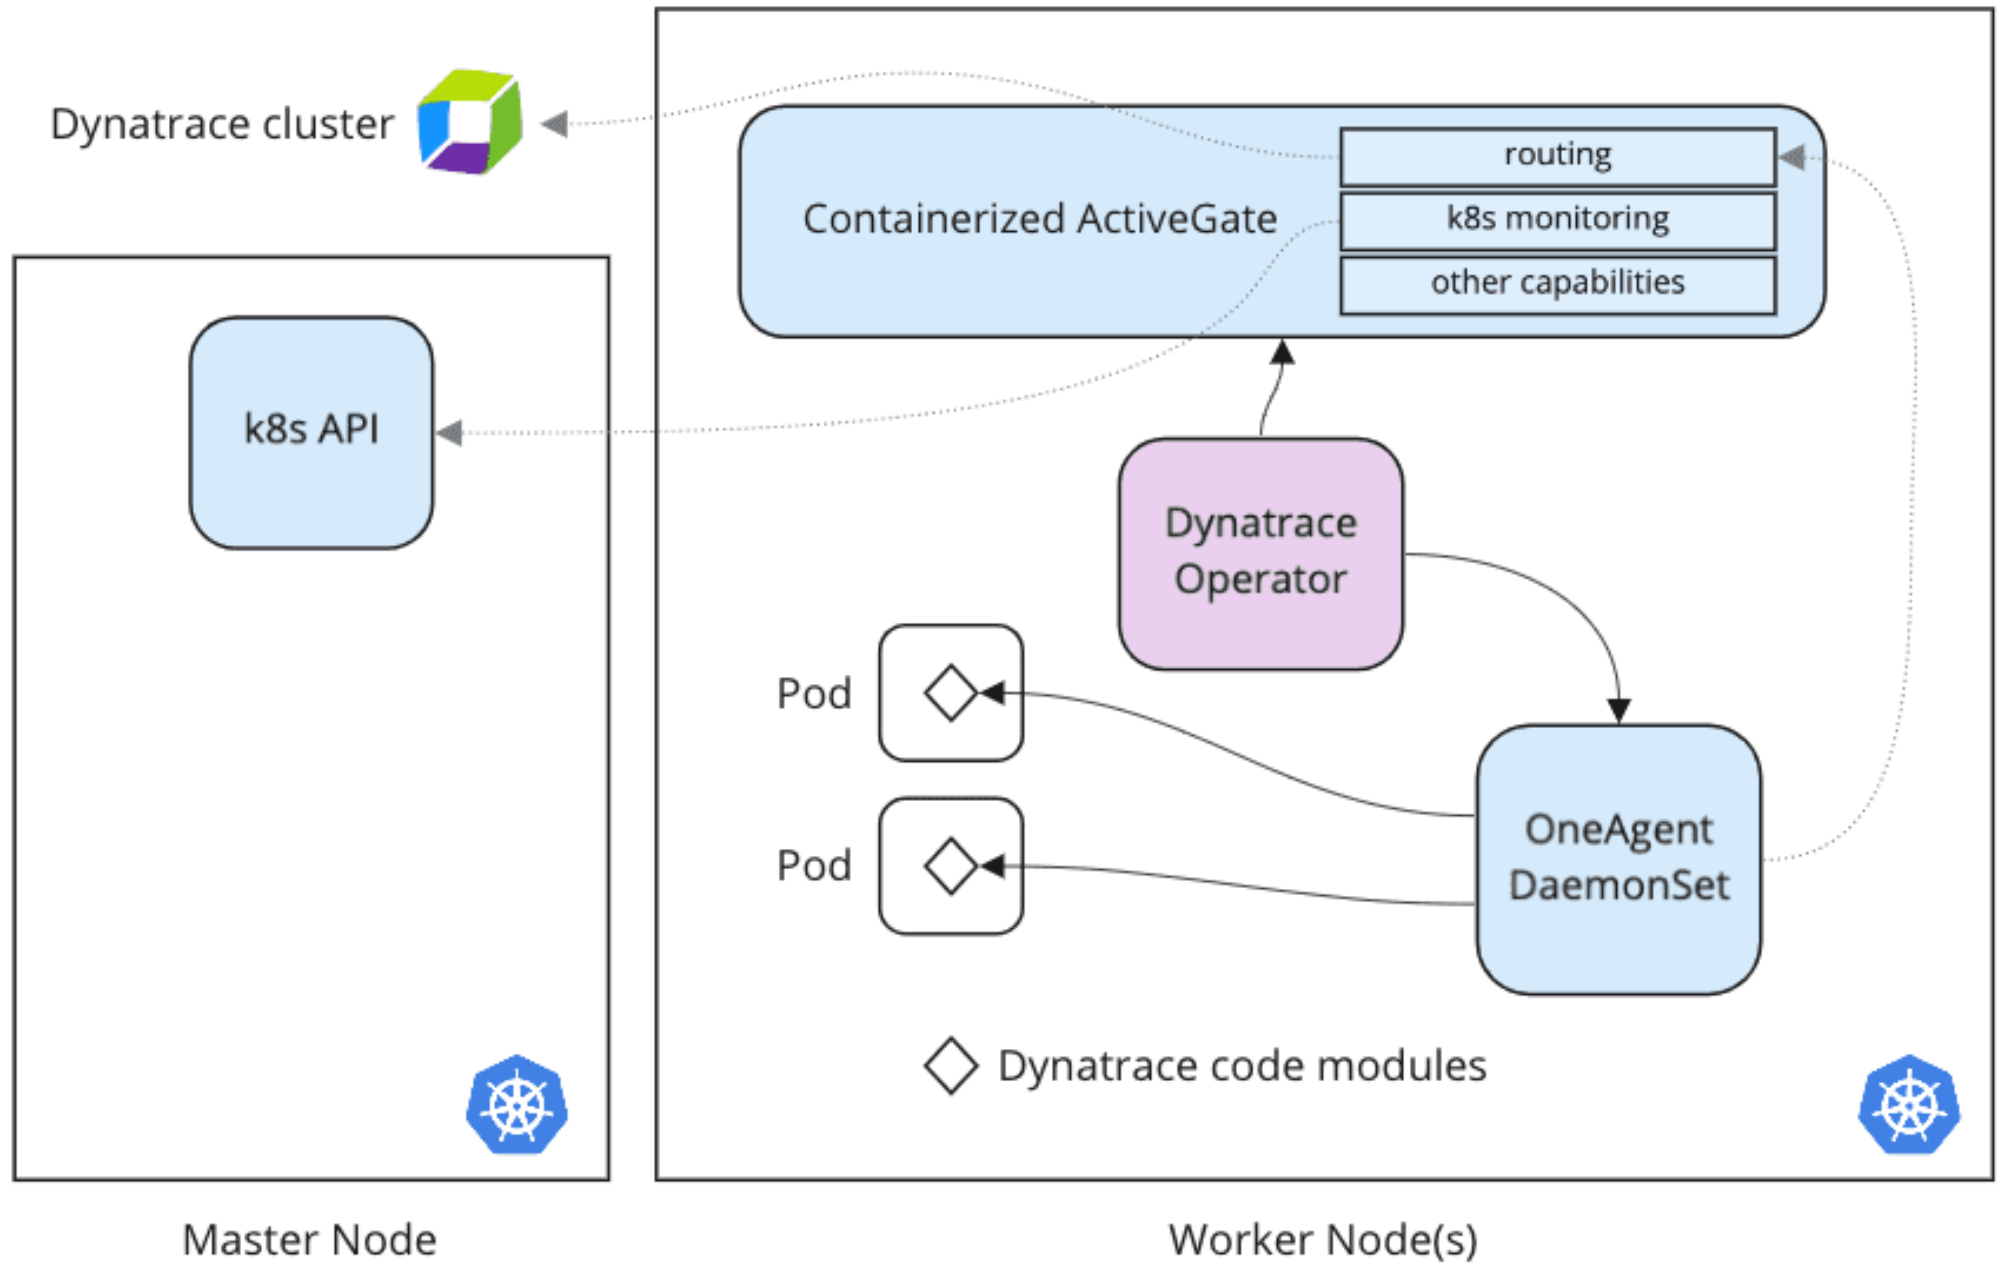 Dynatrace cluster
routing
Containerized ActiveGate
k8s monitoring
other capabilities
k8s API
Dynatrace
Operator
Pod
Pod
OneAgent
DaemonSet
Dynatrace code modules
Master Node
Worker Node(s)